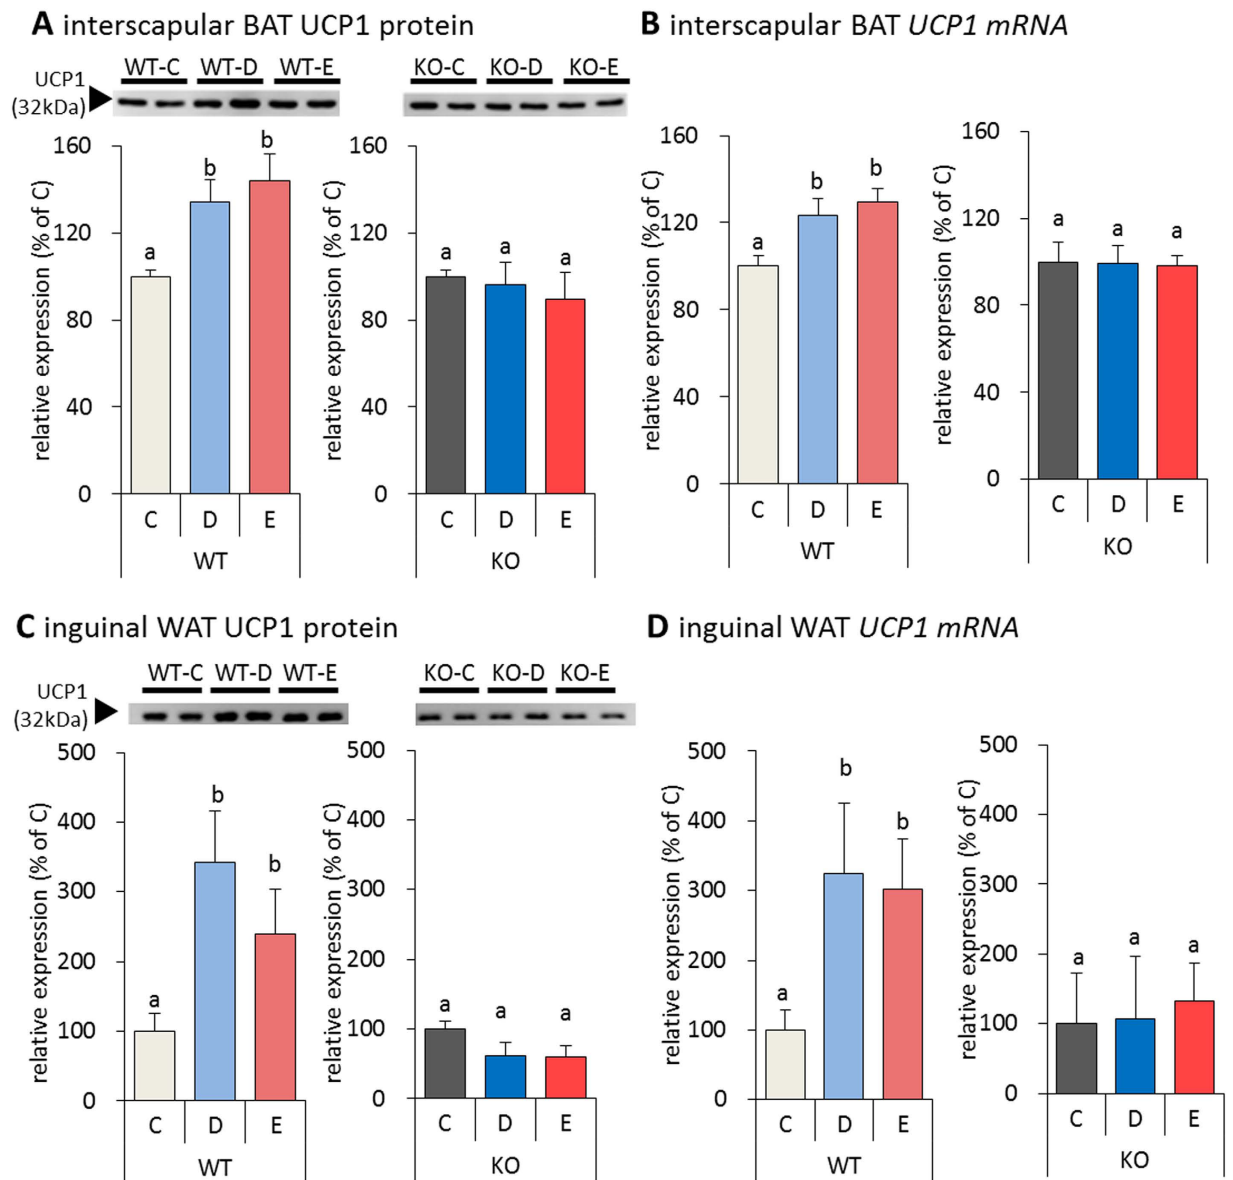 A interscapular BAT UCP1 protein
WT-C WT-D WT-E
KO-C KO-D KO-E
UCP1
(32kDa)
relative expression (% of C)
160
120
80
40
0
a b b
C D E
WT
relative expression (% of C)
160
120
80
40
0
a a a
C D E
KO
B interscapular BAT UCP1 mRNA
relative expression (% of C)
160
120
80
40
0
a b b
C D E
WT
relative expression (% of C)
160
120
80
40
0
a a a
C D E
KO
C inguinal WAT UCP1 protein
WT-C WT-D WT-E
KO-C KO-D KO-E
UCP1
(32kDa)
relative expression (% of C)
500
400
300
200
100
0
a b b
C D E
WT
relative expression (% of C)
500
400
300
200
100
0
a a a
C D E
KO
D inguinal WAT UCP1 mRNA
relative expression (% of C)
500
400
300
200
100
0
a b b
C D E
WT
relative expression (% of C)
500
400
300
200
100
0
a a a
C D E
KO